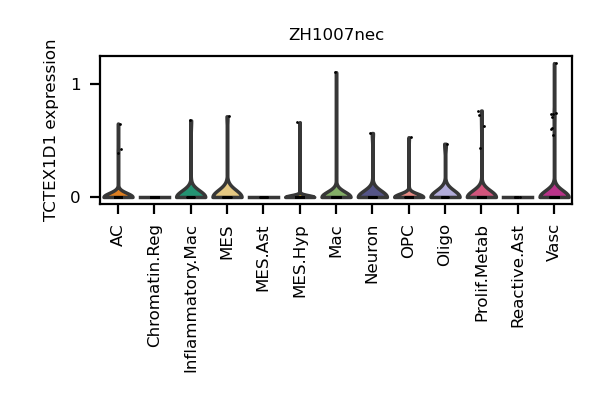 ZH1007nec
TCTEX1D1 expression
1
0
AC
Chromatin.Reg
Inflammatory.Mac
MES
MES.Ast
MES.Hyp
Mac
Neuron
OPC
Oligo
Prolif.Metab
Reactive.Ast
Vasc